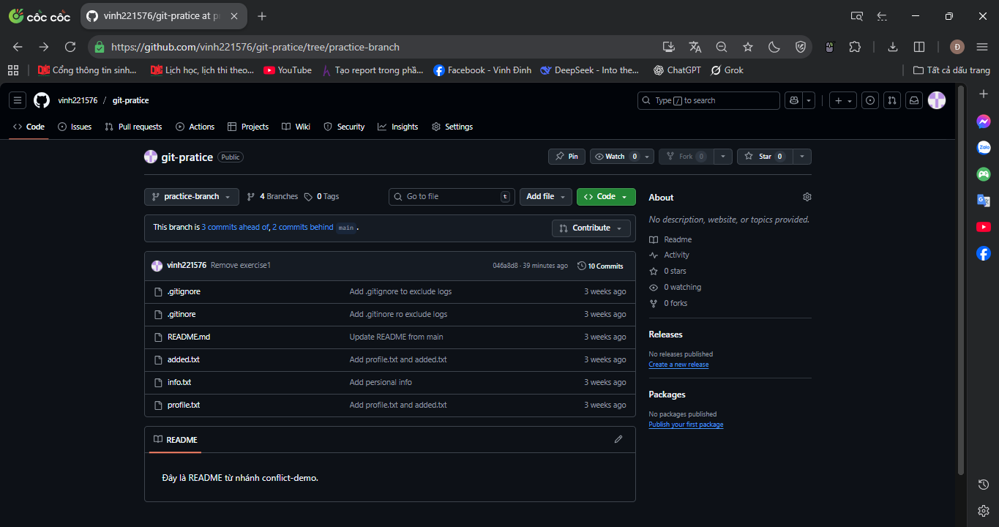 cốc cốc
vinh221576/git-pratice at p
https://github.com/vinh221576/git-pratice/tree/practice-branch
Đ
Cổng thông tin sinh... Lịch học, lịch thi theo... YouTube Tạo report trong phầ... Facebook - Vinh Đinh DeepSeek - Into the... ChatGPT Grok Tất cả dấu trang
vinh221576 / git-pratice
Type / to search
Code Issues Pull requests Actions Projects Wiki Security Insights Settings
git-pratice Public
Pin Watch 0 Fork 0 Star 0
practice-branch 4 Branches 0 Tags Go to file t Add file Code
This branch is 3 commits ahead of, 2 commits behind main .
Contribute
vinh221576 Remove exercise1 046a8d8 · 39 minutes ago 10 Commits
.gitignore Add .gitignore to exclude logs 3 weeks ago
.gitinore Add .gitinore ro exclude logs 3 weeks ago
README.md Update README from main 3 weeks ago
added.txt Add profile.txt and added.txt 3 weeks ago
info.txt Add persional info 3 weeks ago
profile.txt Add profile.txt and added.txt 3 weeks ago
README
Đây là README từ nhánh conflict-demo.
About
No description, website, or topics provided.
Readme
Activity
0 stars
0 watching
0 forks
Releases
No releases published
Create a new release
Packages
No packages published
Publish your first package
Zalo